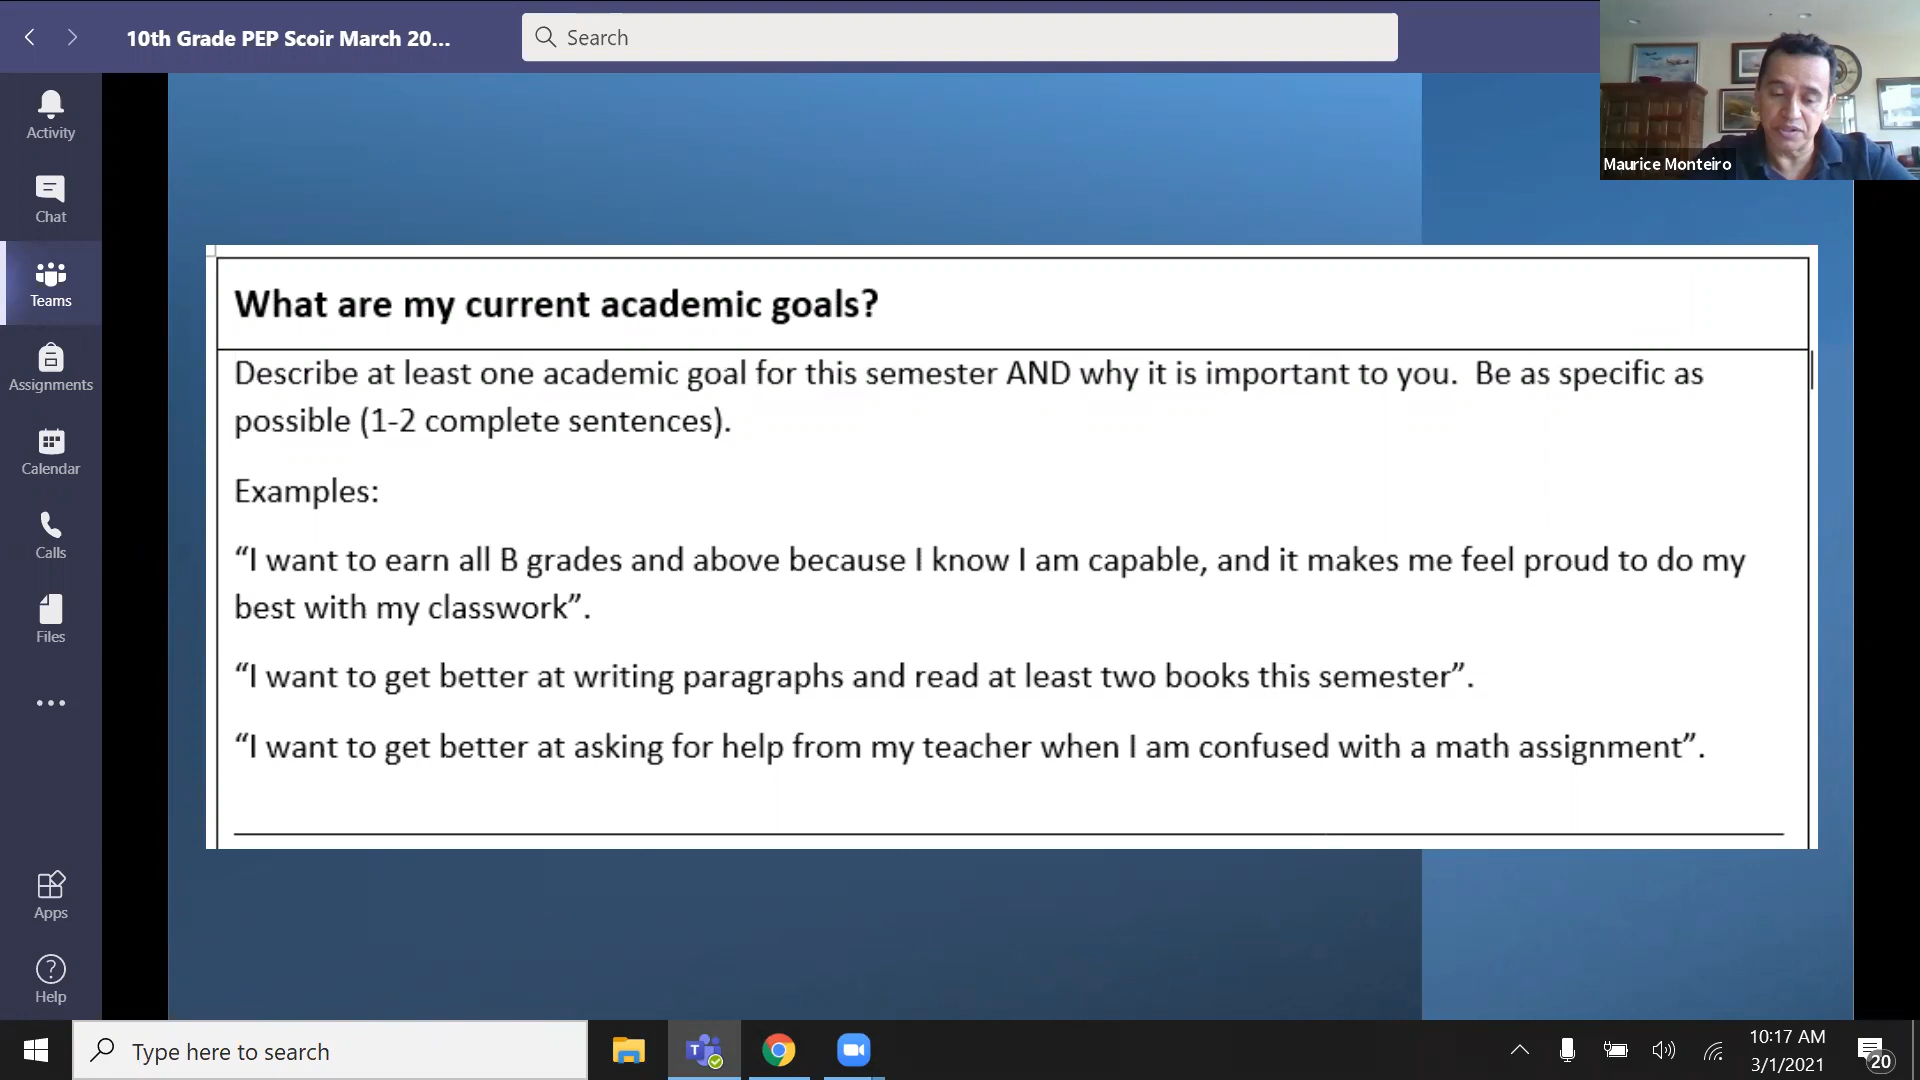 10th Grade PEP Scoir March 20...
Search
Maurice Monteiro
Activity
Chat
Teams
Assignments
Calendar
Calls
Files
Apps
Help
What are my current academic goals?
Describe at least one academic goal for this semester AND why it is important to you.  Be as specific as
possible (1-2 complete sentences).
Examples:
“I want to earn all B grades and above because I know I am capable, and it makes me feel proud to do my
best with my classwork”.
“I want to get better at writing paragraphs and read at least two books this semester”.
“I want to get better at asking for help from my teacher when I am confused with a math assignment”.
Type here to search
10:17 AM
3/1/2021
20